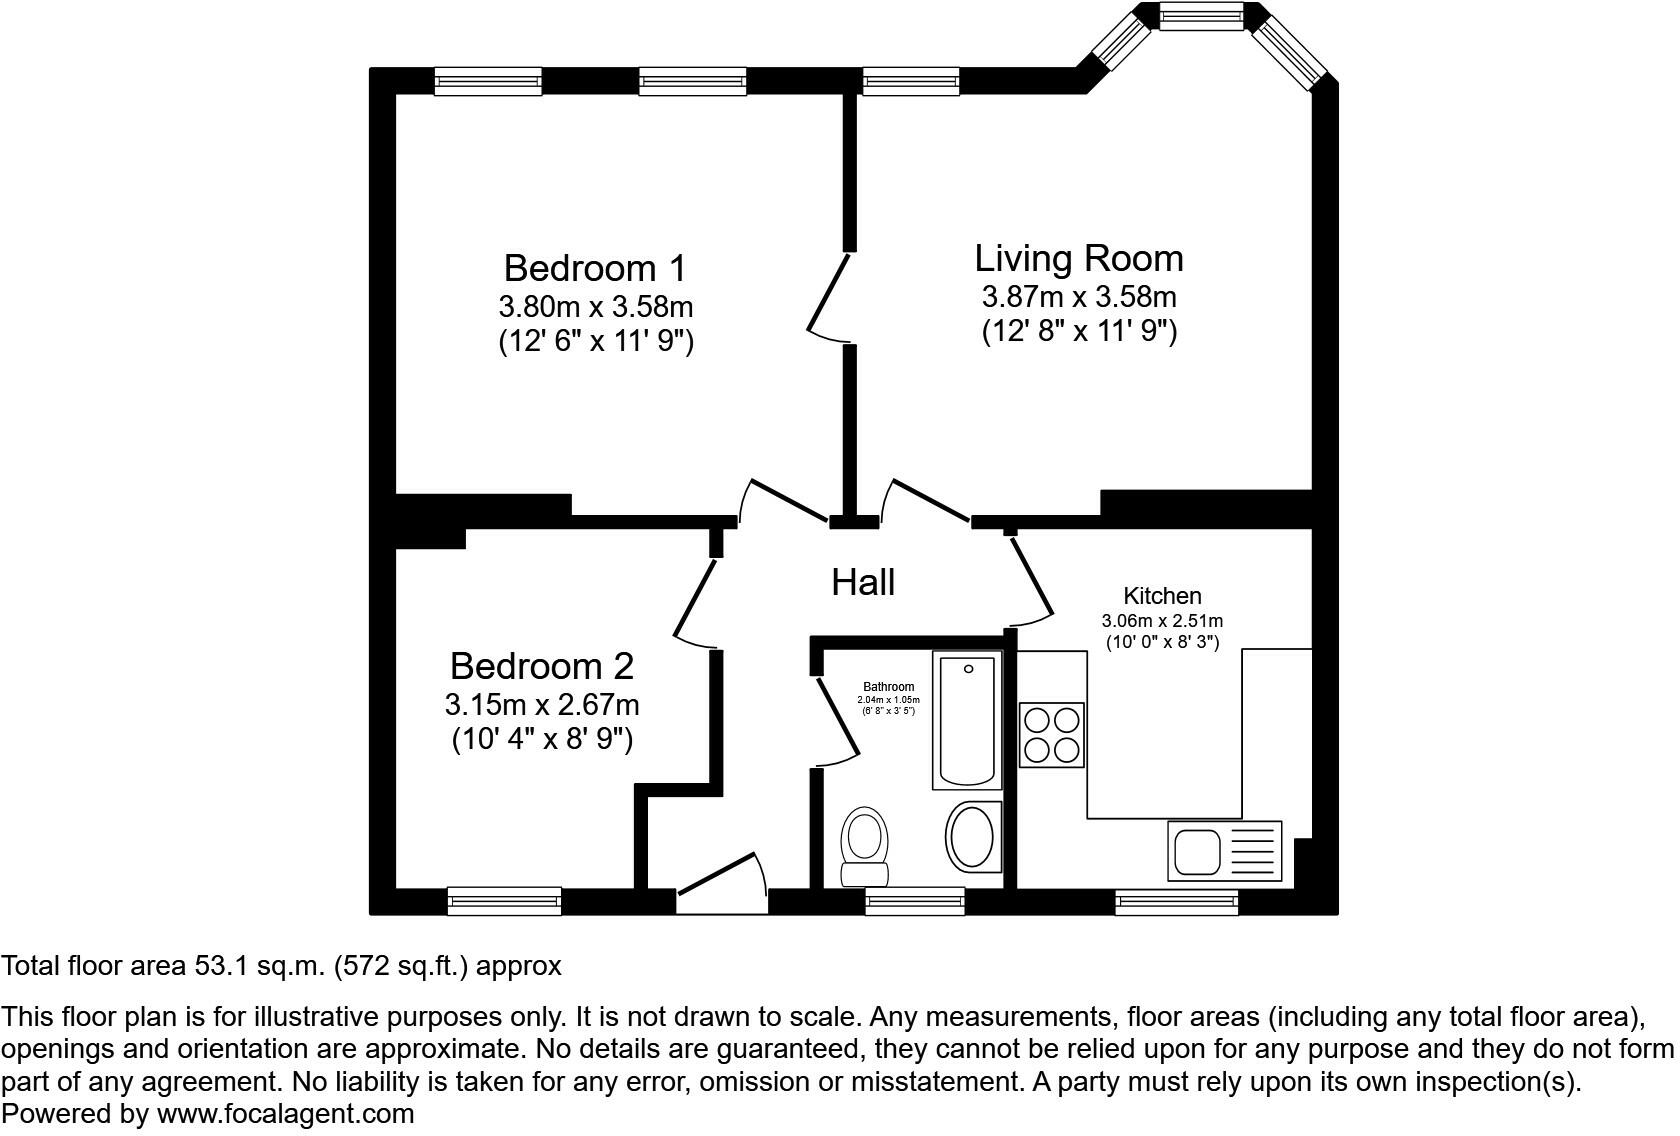 Bedroom 1
3.80m x 3.58m
(12' 6" x 11' 9")
Living Room
3.87m x 3.58m
(12' 8" x 11' 9")
Hall
Kitchen
3.06m x 2.51m
(10' 0" x 8' 3")
Bedroom 2
3.15m x 2.67m
(10' 4" x 8' 9")
Bathroom
2.04m x 1.05m
(6' 8" x 3' 5")
Total floor area 53.1 sq.m. (572 sq.ft.) approx
This floor plan is for illustrative purposes only. It is not drawn to scale. Any measurements, floor areas (including any total floor area),
openings and orientation are approximate. No details are guaranteed, they cannot be relied upon for any purpose and they do not form
part of any agreement. No liability is taken for any error, omission or misstatement. A party must rely upon its own inspection(s).
Powered by www.focalagent.com